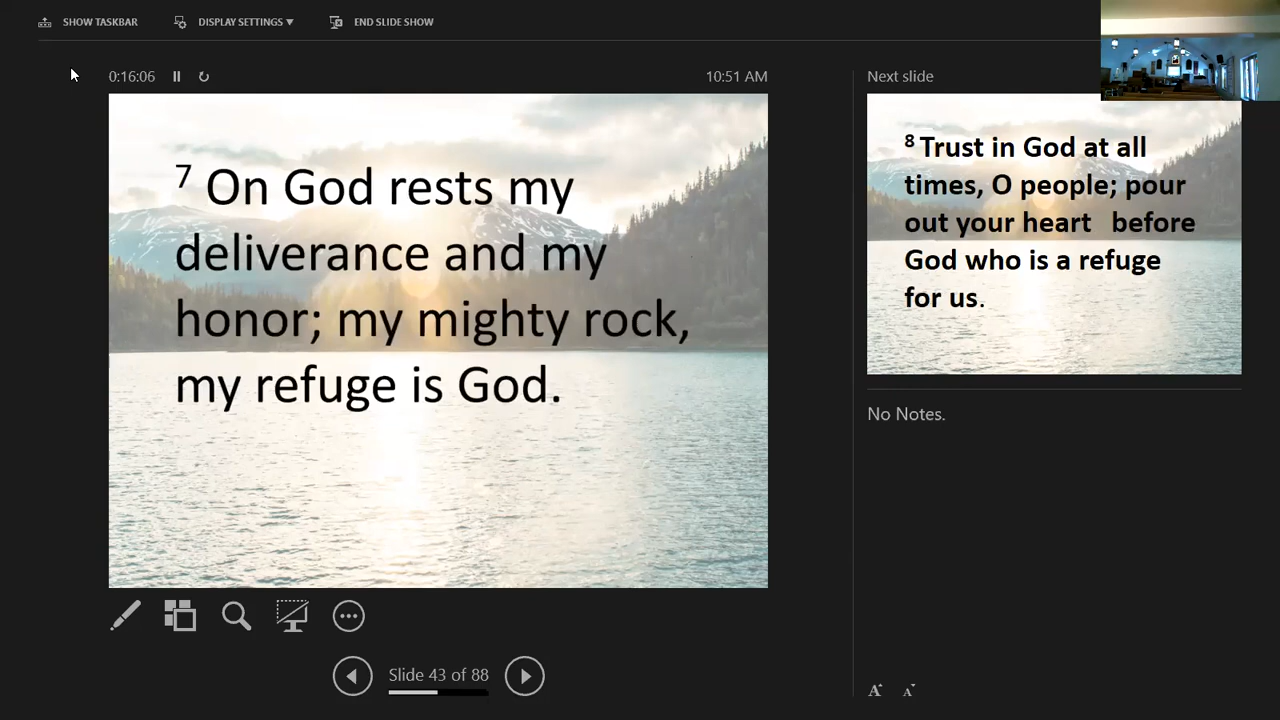 SHOW TASKBAR
DISPLAY SETTINGS ▼
END SLIDE SHOW
0:16:06
10:51 AM
7 On God rests my
deliverance and my
honor; my mighty rock,
my refuge is God.
Slide 43 of 88
Next slide
8 Trust in God at all
times, O people; pour
out your heart before
God who is a refuge
for us.
No Notes.
A
A